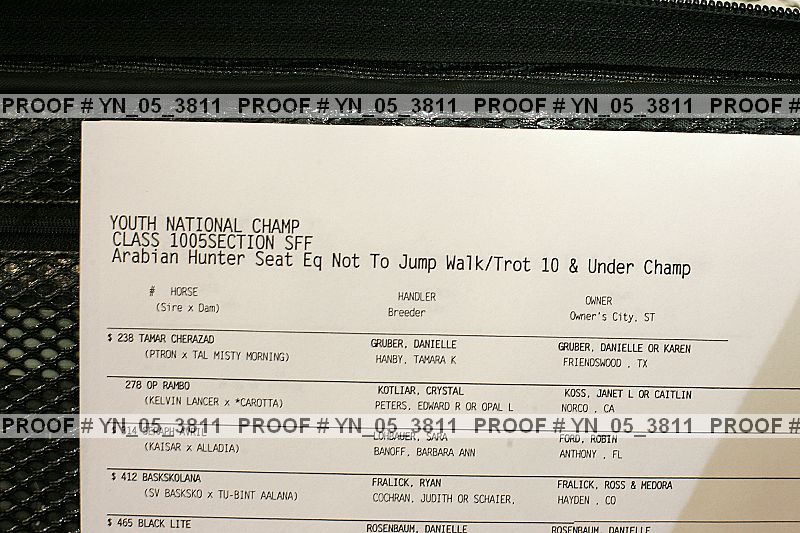 PROOF # YN_05_3811 PROOF # YN_05_3811 PROOF # YN_05_3811
YOUTH NATIONAL CHAMP
CLASS 1005SECTION SFF
Arabian Hunter Seat Eq Not To Jump Walk/Trot 10 & Under Champ
# HORSE HANDLER OWNER
(Sire x Dam) Breeder Owner's City, ST
$ 238 TAMAR CHERAZAD GRUBER, DANIELLE GRUBER, DANIELLE OR KAREN
(PTRON x TAL MISTY MORNING) HANBY, TAMARA K FRIENDSWOOD , TX
278 OP RAMBO KOTLIAR, CRYSTAL KOSS, JANET L OR CAITLIN
(KELVIN LANCER x *CAROTTA) PETERS, EDWARD R OR OPAL L NORCO , CA
PROOF # YN_05_3811 PROOF # YN_05_3811 PROOF # YN_05_3811
SARA FORD, ROBIN
(KAISAR x ALLADIA) BANOFF, BARBARA ANN ANTHONY , FL
$ 412 BASKSKOLANA FRALICK, RYAN FRALICK, ROSS & MEDORA
(SV BASKSKO x TU-BINT AALANA) COCHRAN, JUDITH OR SCHAIER, HAYDEN , CO
$ 465 BLACK LITE ROSENBAUM, DANIELLE ROSENBAUM, DANIELLE